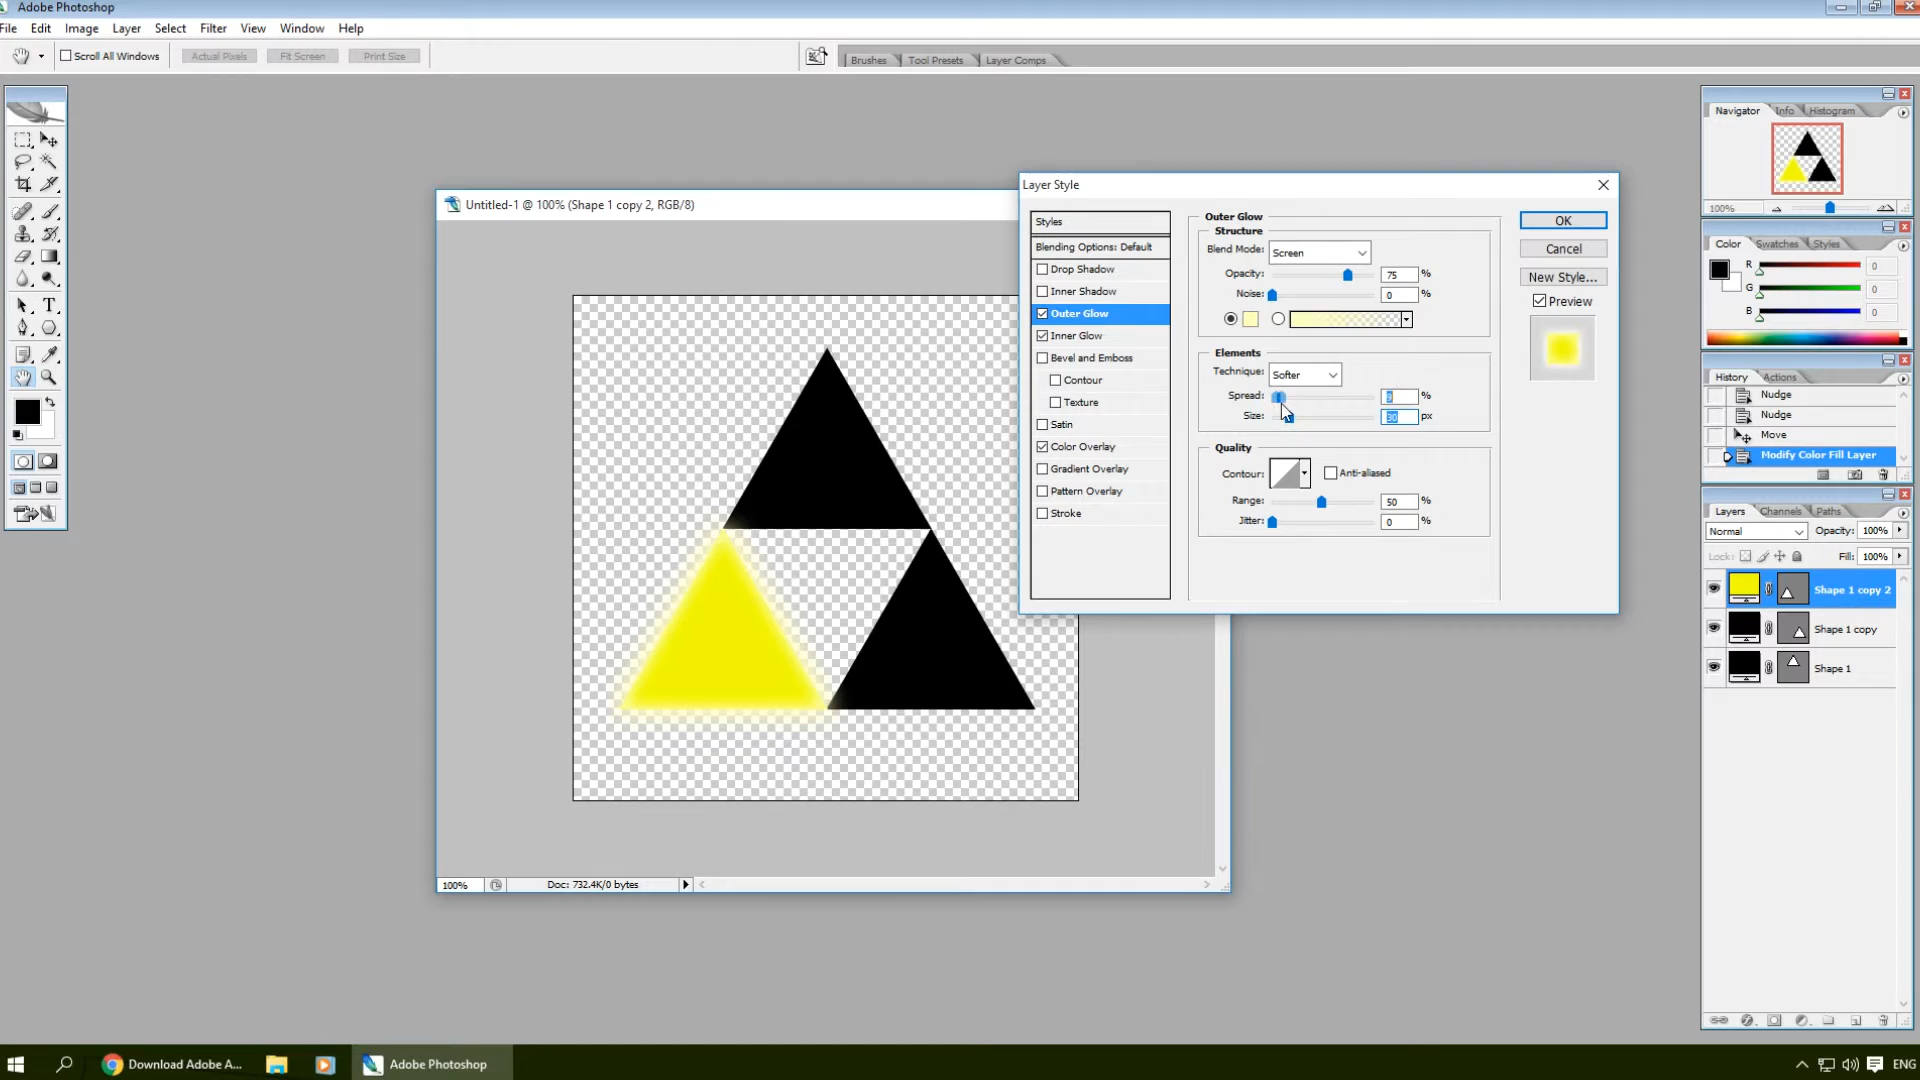 Adobe Photoshop
File Edit Image Layer Select Filter View Window Help
Scroll All Windows Actual Pixels Fit Screen Print Size Brushes Tool Presets Layer Comps
Untitled-1 @ 100% (Shape 1 copy 2, RGB/8)
100% Doc: 732.4K/0 bytes
Layer Style
Styles
Blending Options: Default
Drop Shadow
Inner Shadow
Outer Glow
Inner Glow
Bevel and Emboss
Contour
Texture
Satin
Color Overlay
Gradient Overlay
Pattern Overlay
Stroke
Outer Glow
Structure
Blend Mode: Screen
Opacity: 75 %
Noise: 0 %
Elements
Technique: Softer
Spread: 9 %
Size: 30 px
Quality
Contour: Anti-aliased
Range: 50 %
Jitter: 0 %
OK
Cancel
New Style...
Preview
Navigator Info Histogram
100%
Color Swatches Styles
R 0
G 0
B 0
History Actions
Nudge
Nudge
Move
Modify Color Fill Layer
Layers Channels Paths
Normal Opacity: 100%
Lock: Fill: 100%
Shape 1 copy 2
Shape 1 copy
Shape 1
Download Adobe A... Adobe Photoshop ENG